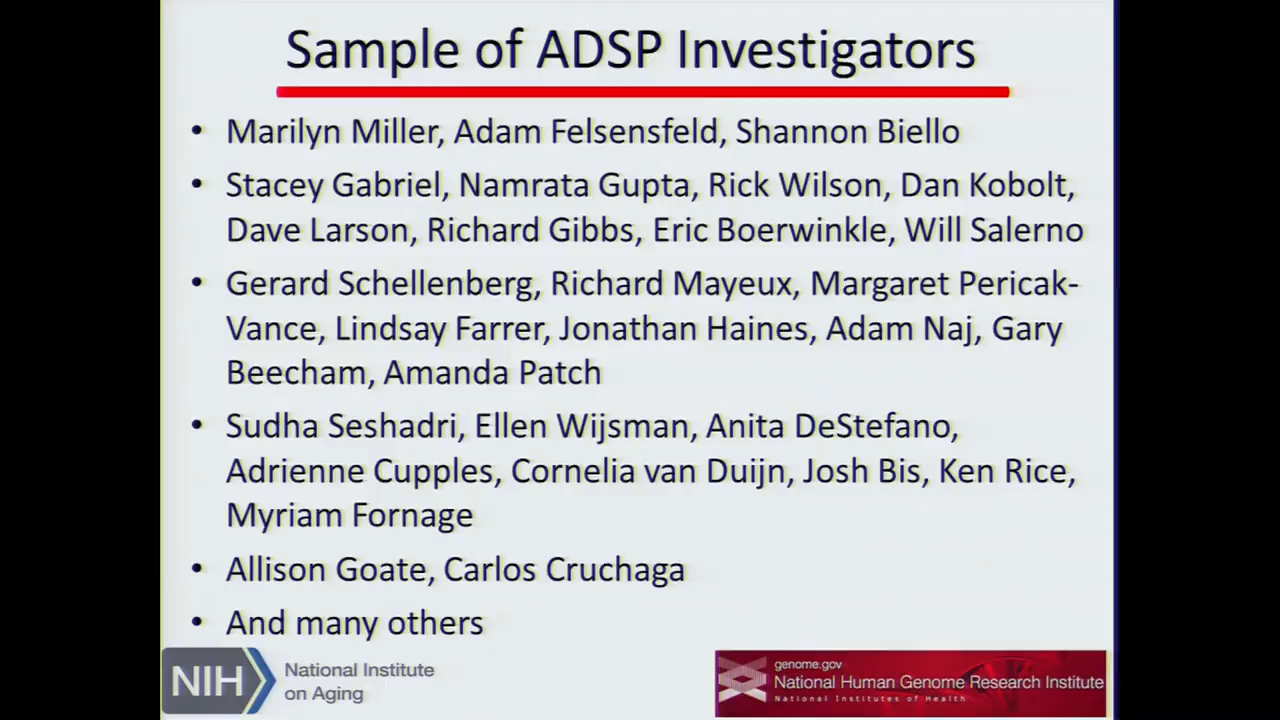 Sample of ADSP Investigators
• Marilyn Miller, Adam Felsensfeld, Shannon Biello
• Stacey Gabriel, Namrata Gupta, Rick Wilson, Dan Kobolt,
Dave Larson, Richard Gibbs, Eric Boerwinkle, Will Salerno
• Gerard Schellenberg, Richard Mayeux, Margaret Pericak-
Vance, Lindsay Farrer, Jonathan Haines, Adam Naj, Gary
Beecham, Amanda Patch
• Sudha Seshadri, Ellen Wijsman, Anita DeStefano,
Adrienne Cupples, Cornelia van Duijn, Josh Bis, Ken Rice,
Myriam Fornage
• Allison Goate, Carlos Cruchaga
• And many others
NIH National Institute
on Aging
genome.gov
National Human Genome Research Institute
National Institutes of Health